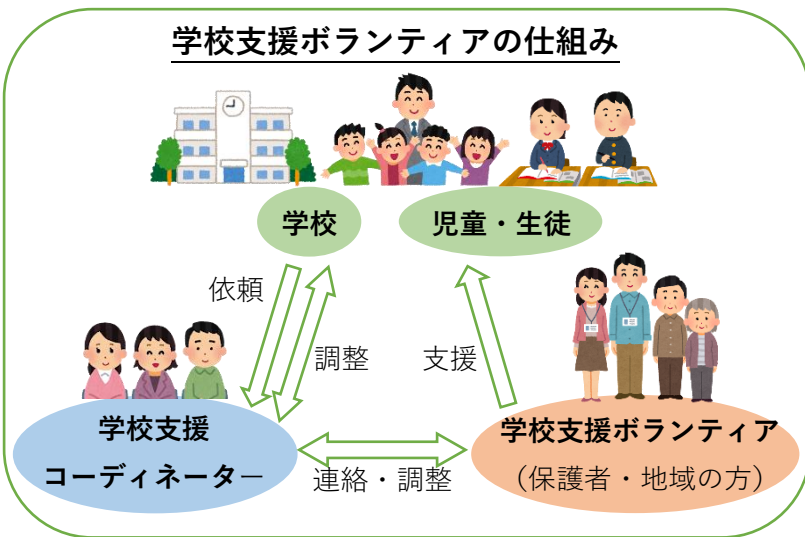 学校支援ボランティアの仕組み
学校
児童・生徒
依頼
調整
支援
学校支援
コーディネーター
連絡・調整
学校支援ボランティア
（保護者・地域の方）